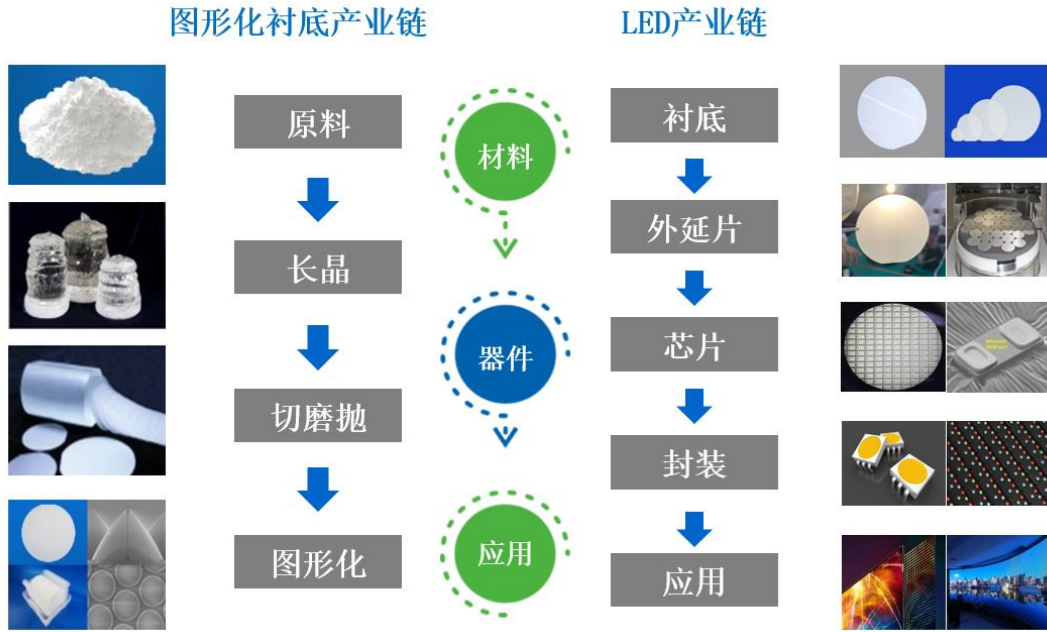 图形化衬底产业链
LED产业链
原料
长晶
切磨抛
图形化
材料
器件
应用
衬底
外延片
芯片
封装
应用